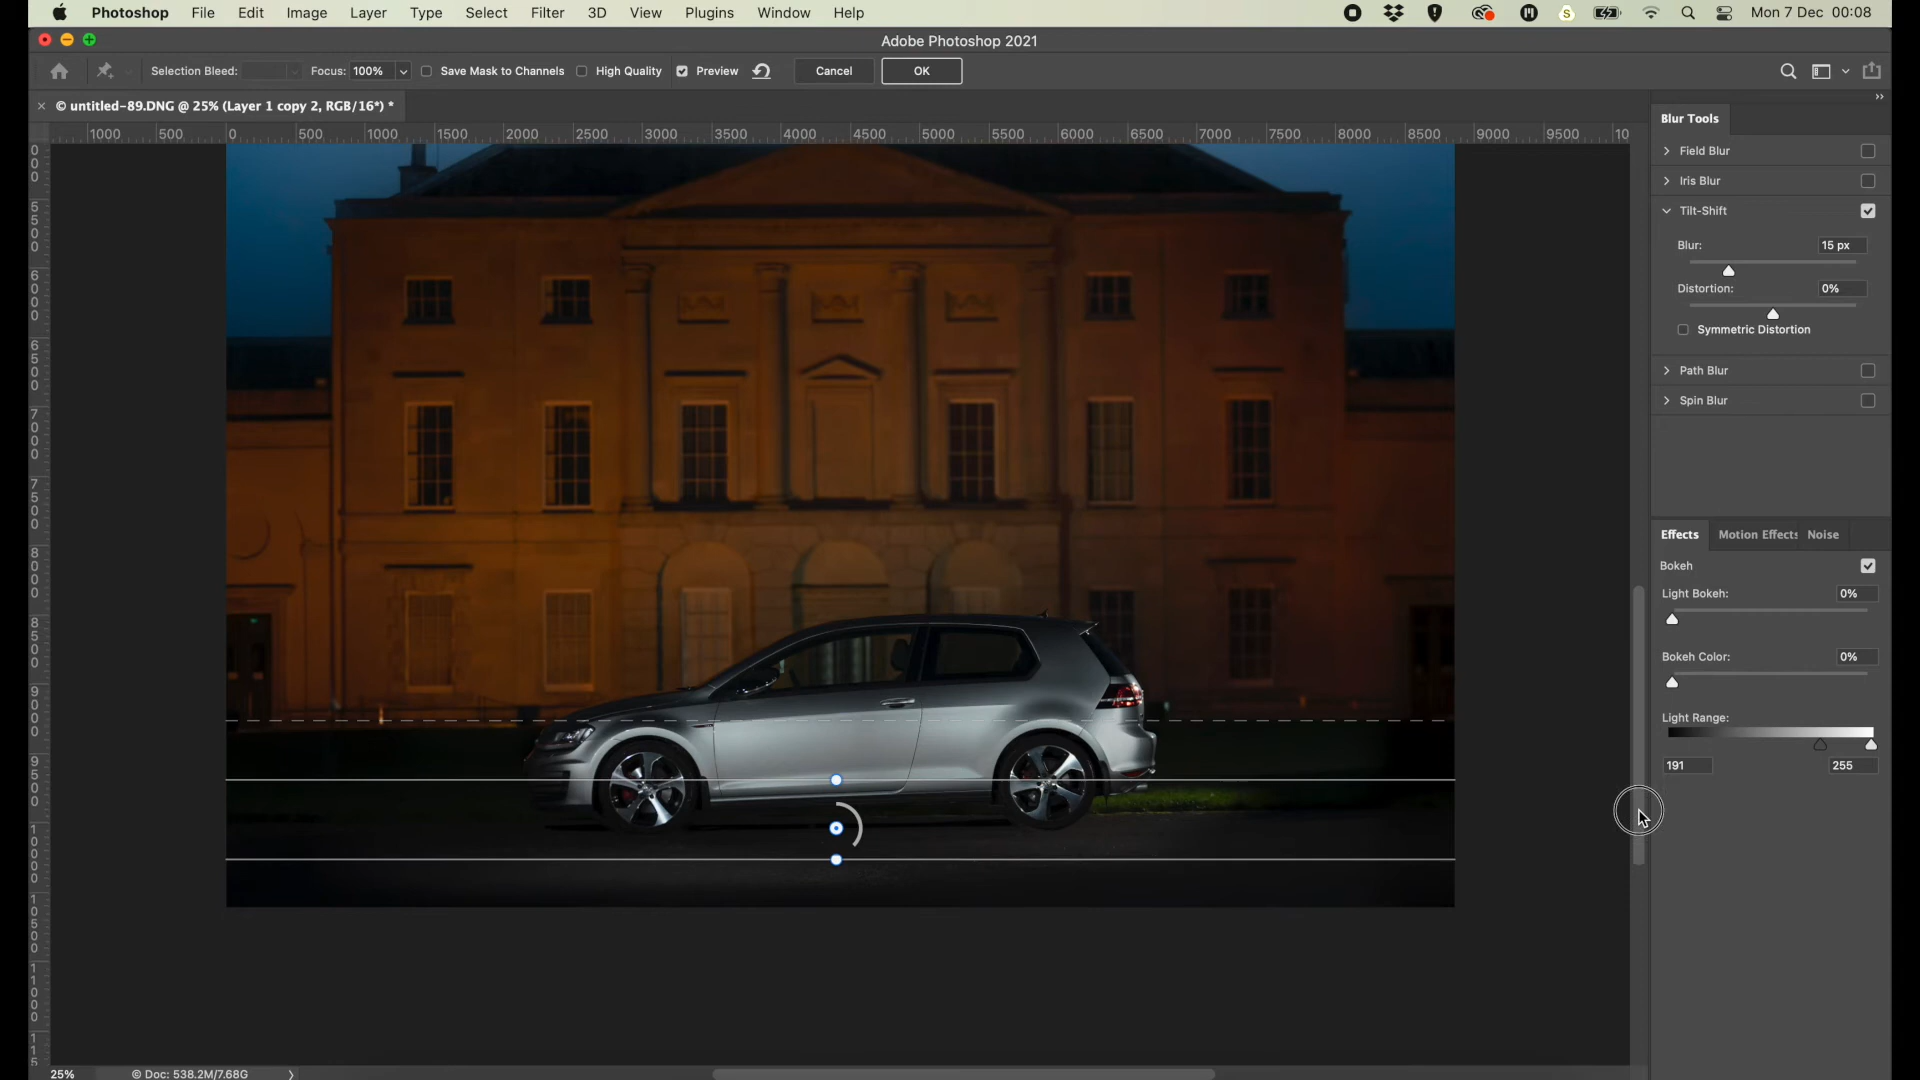 Photoshop File Edit Image Layer Type Select Filter 3D View Plugins Window Help Mon 7 Dec 00:08
Adobe Photoshop 2021
Selection Bleed: Focus: 100% Save Mask to Channels High Quality Preview Cancel OK
× © untitled-89.DNG @ 25% (Layer 1 copy 2, RGB/16*) *
1000 500 0 500 1000 1500 2000 2500 3000 3500 4000 4500 5000 5500 6000 6500 7000 7500 8000 8500 9000 9500 10
Blur Tools
Field Blur
Iris Blur
Tilt-Shift
Blur: 15 px
Distortion: 0%
Symmetric Distortion
Path Blur
Spin Blur
Effects Motion Effects Noise
Bokeh
Light Bokeh: 0%
Bokeh Color: 0%
Light Range:
191 255
25% © Doc: 538.2M/7.68G